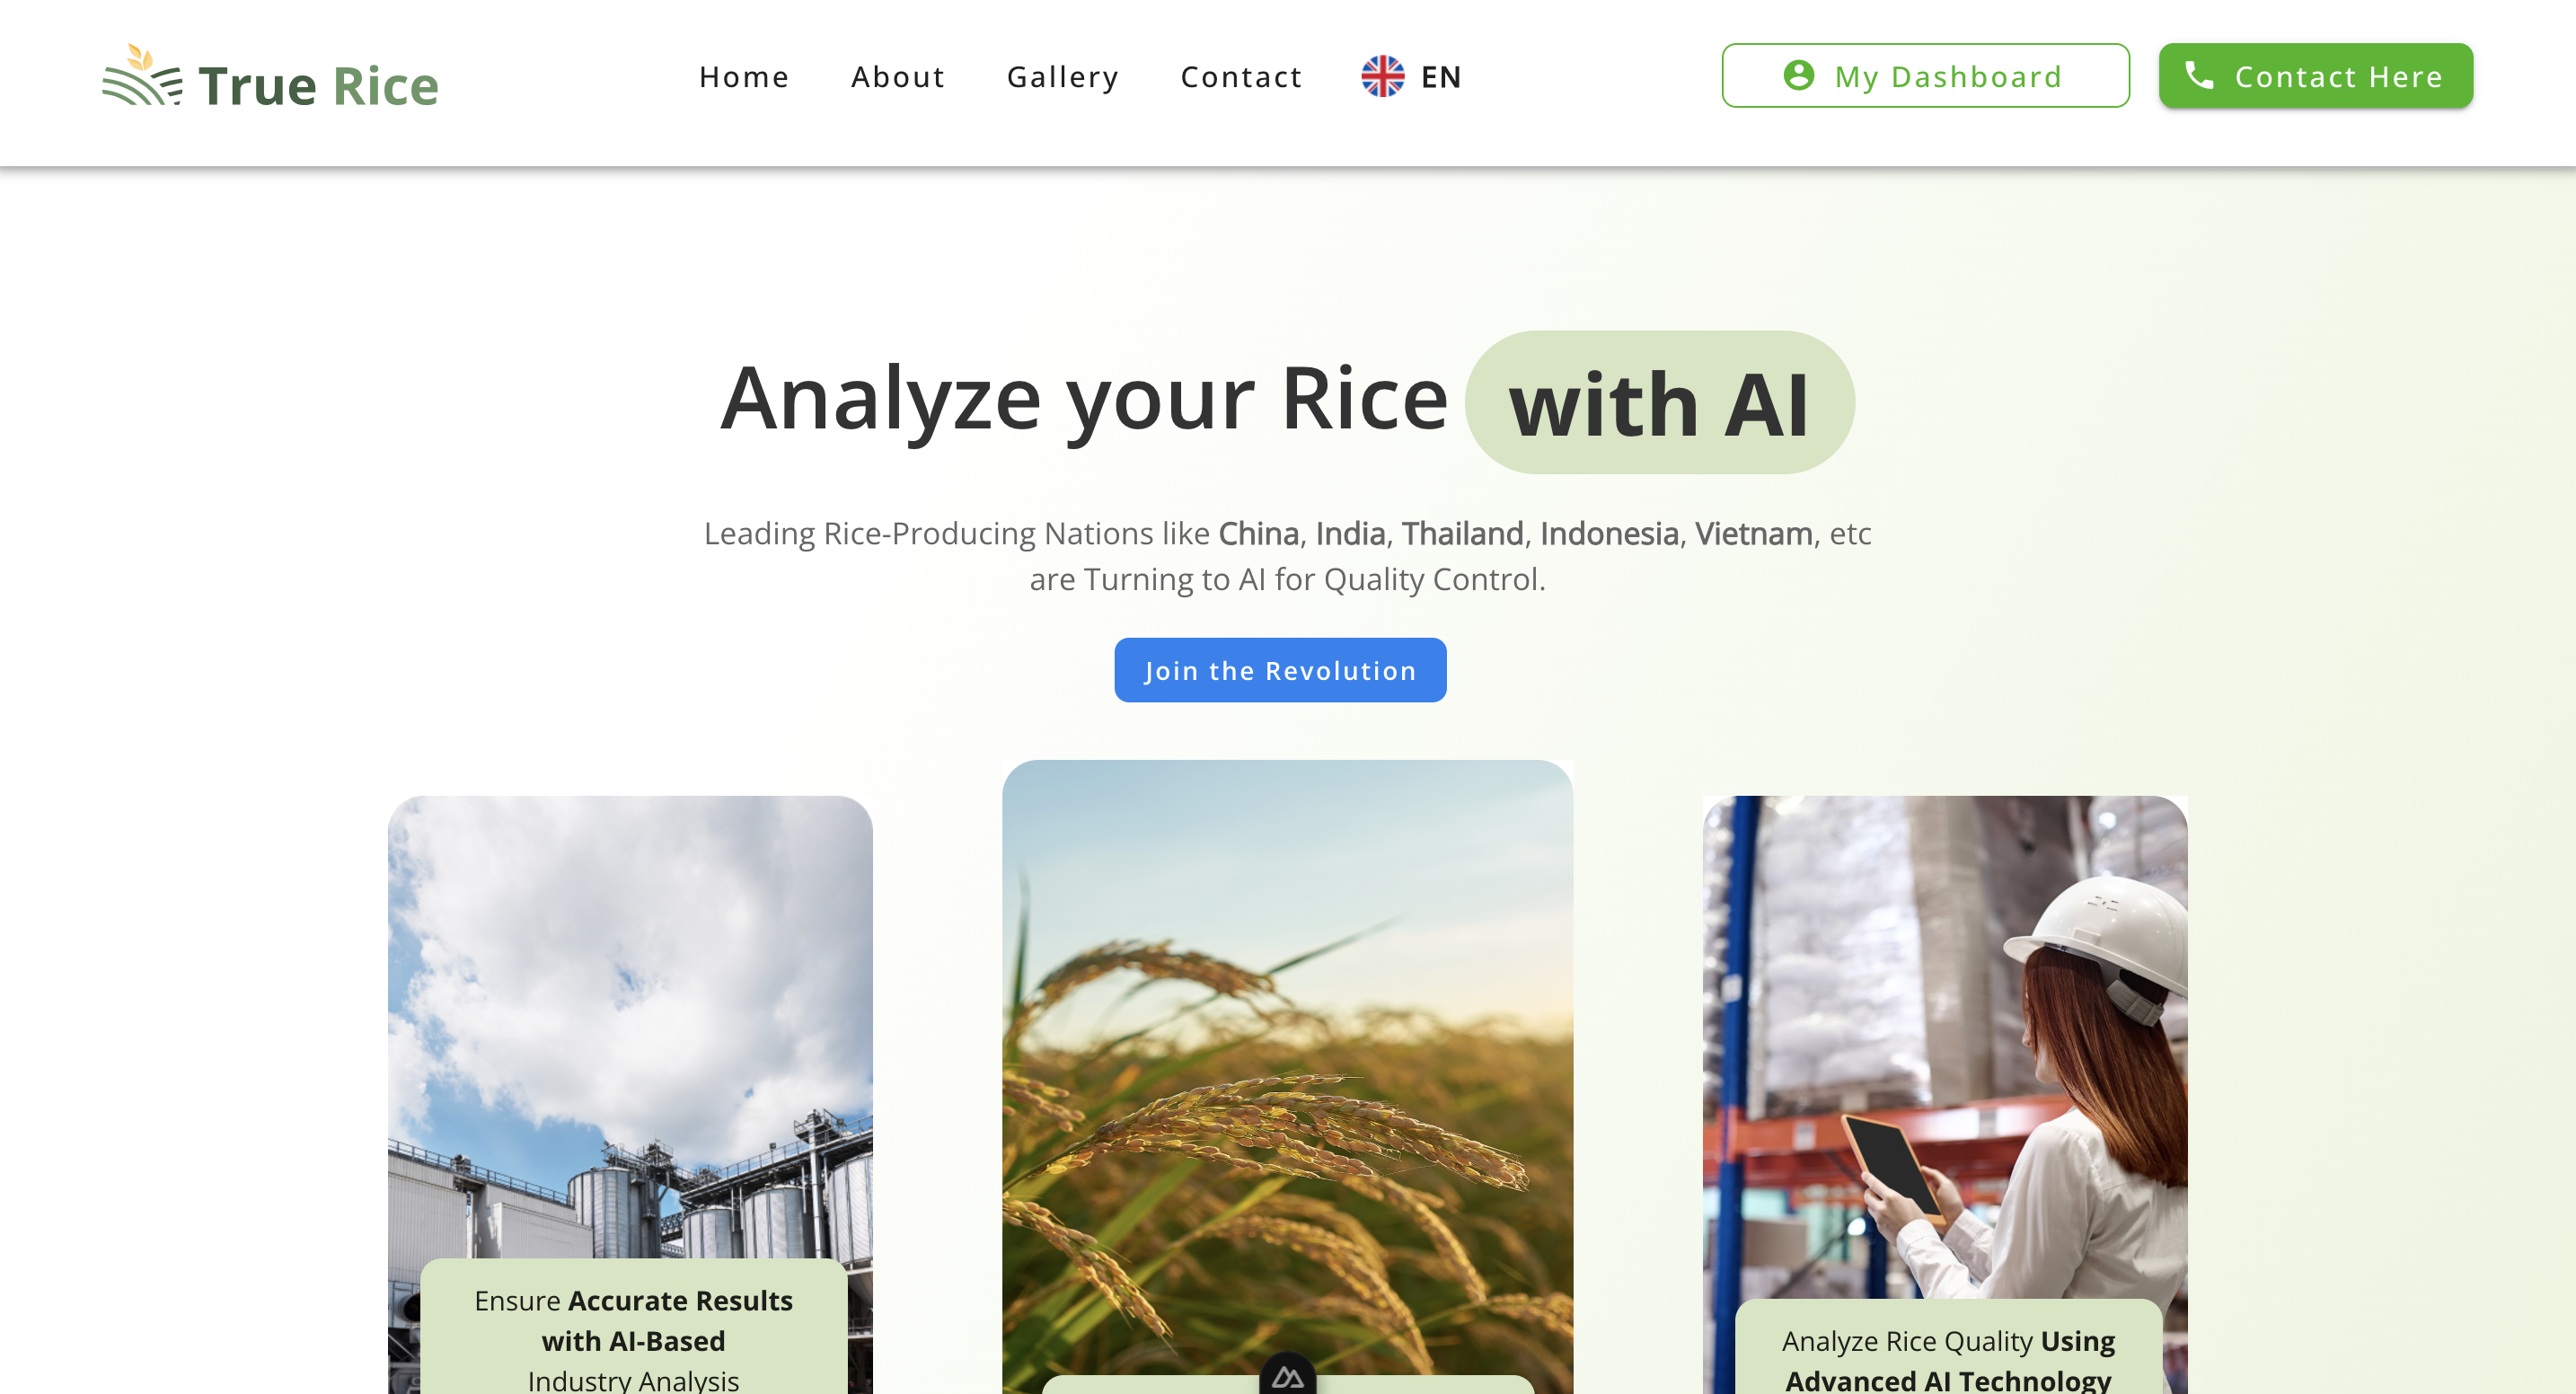 True Rice
Home
About
Gallery
Contact
EN
My Dashboard
Contact Here
Analyze your Rice with AI
Leading Rice-Producing Nations like China, India, Thailand, Indonesia, Vietnam, etc
are Turning to AI for Quality Control.
Join the Revolution
Ensure Accurate Results
with AI-Based
Industry Analysis
Analyze Rice Quality Using
Advanced AI Technology